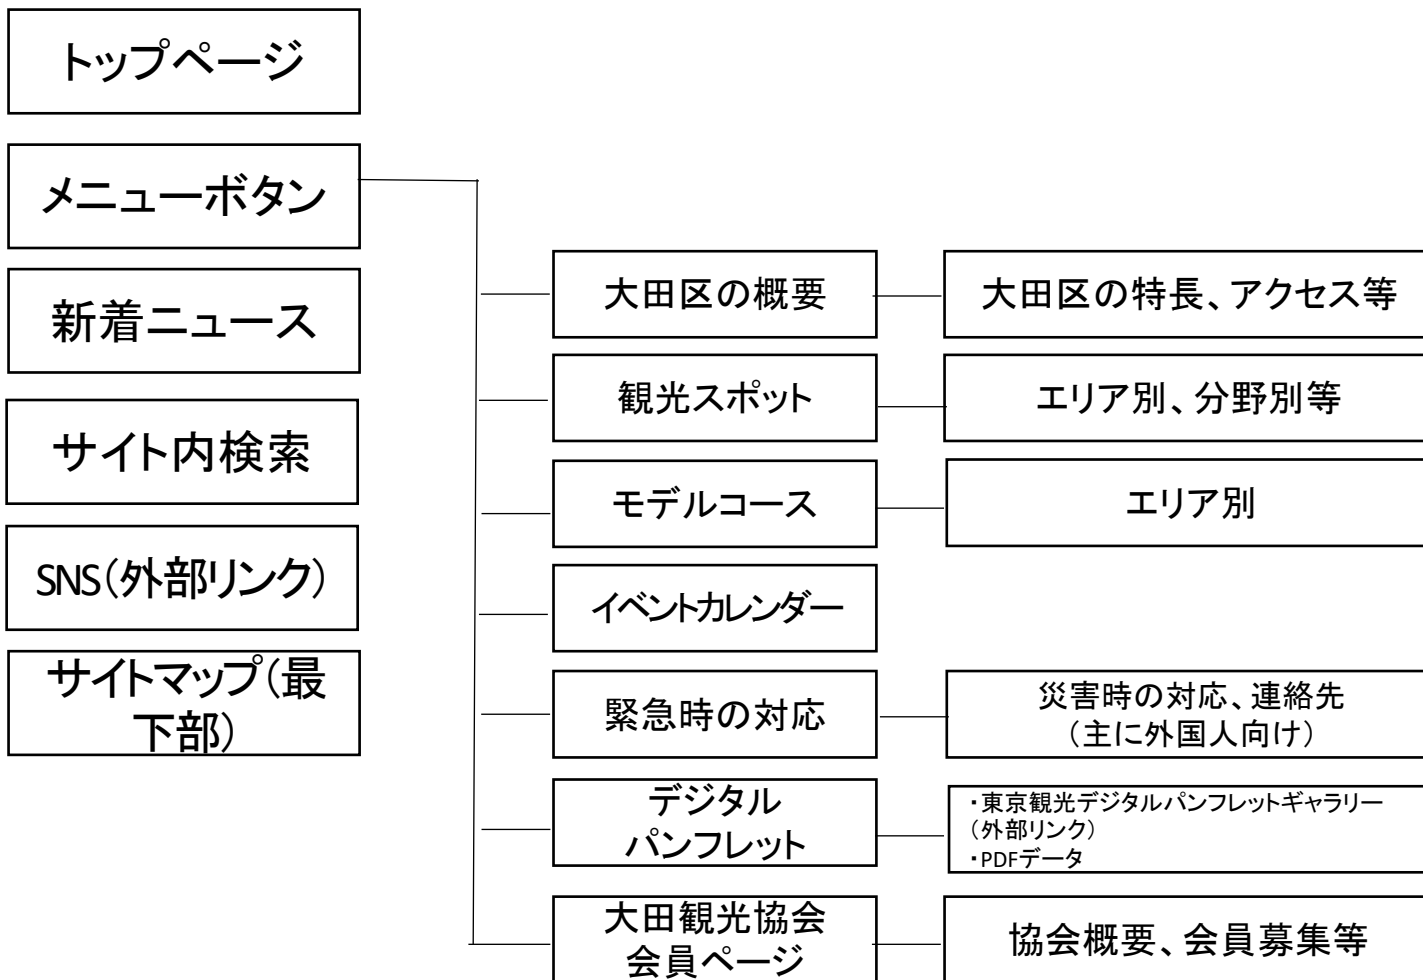 トップページ
メニューボタン
新着ニュース
サイト内検索
SNS(外部リンク)
サイトマップ(最
下部)
大田区の概要
大田区の特長、アクセス等
観光スポット
エリア別、分野別等
モデルコース
エリア別
イベントカレンダー
緊急時の対応
災害時の対応、連絡先
(主に外国人向け)
デジタル
パンフレット
・東京観光デジタルパンフレットギャラリー
(外部リンク)
・PDFデータ
大田観光協会
会員ページ
協会概要、会員募集等